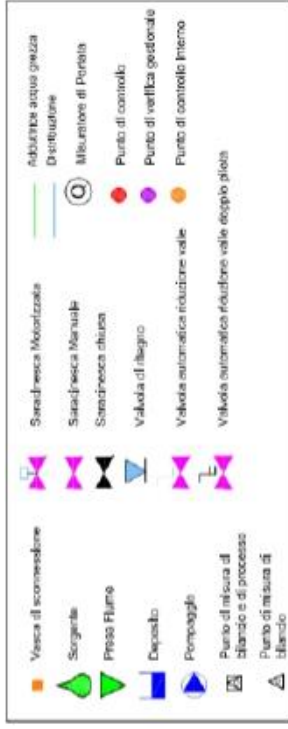 Vasca di sconnessione
Sorgente
Presa Fiume
Deposito
Pompaggio
Punto di misura di
bilancio e di processo
Punto di misura di
bilancio
Saracinesca Motorizzata
Saracinesca Manuale
Saracinesca chiusa
Valvola di ritegno
Valvola automatica riduzione valle
Valvola automatica riduzione valle doppio pilota
Adduttrice acqua grezza
Distribuzione
Q Misuratore di Portata
Punto di controllo
Punto di verifica gestionale
Punto di controllo interno